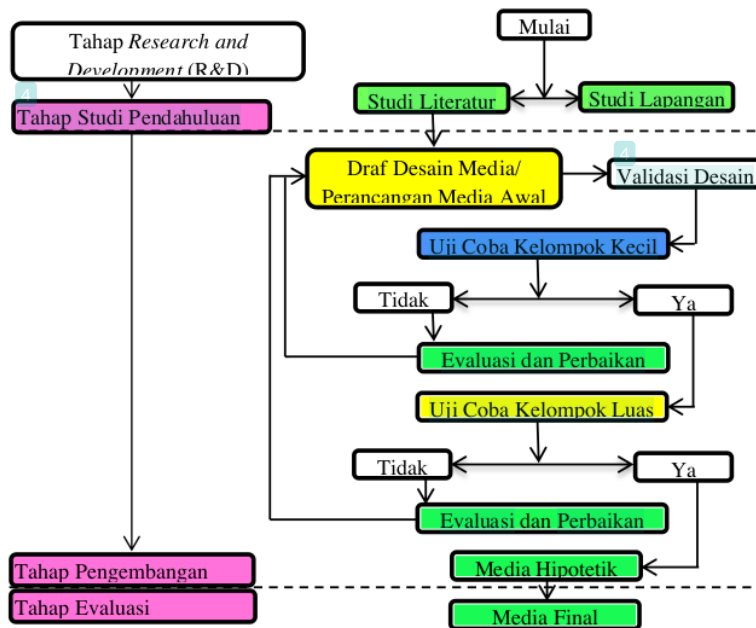 Tahap Research and
Development (R&D)
Mulai
4
Tahap Studi Pendahuluan
Studi Literatur
Studi Lapangan
Draf Desain Media/
Perancangan Media Awal
4
Validasi Desain
Uji Coba Kelompok Kecil
Tidak
Ya
Evaluasi dan Perbaikan
Uji Coba Kelompok Luas
Tidak
Ya
Evaluasi dan Perbaikan
Tahap Pengembangan
Media Hipotetik
Tahap Evaluasi
Media Final